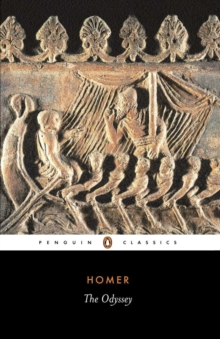 PENGUIN CLASSICS
HOMER
The Odyssey